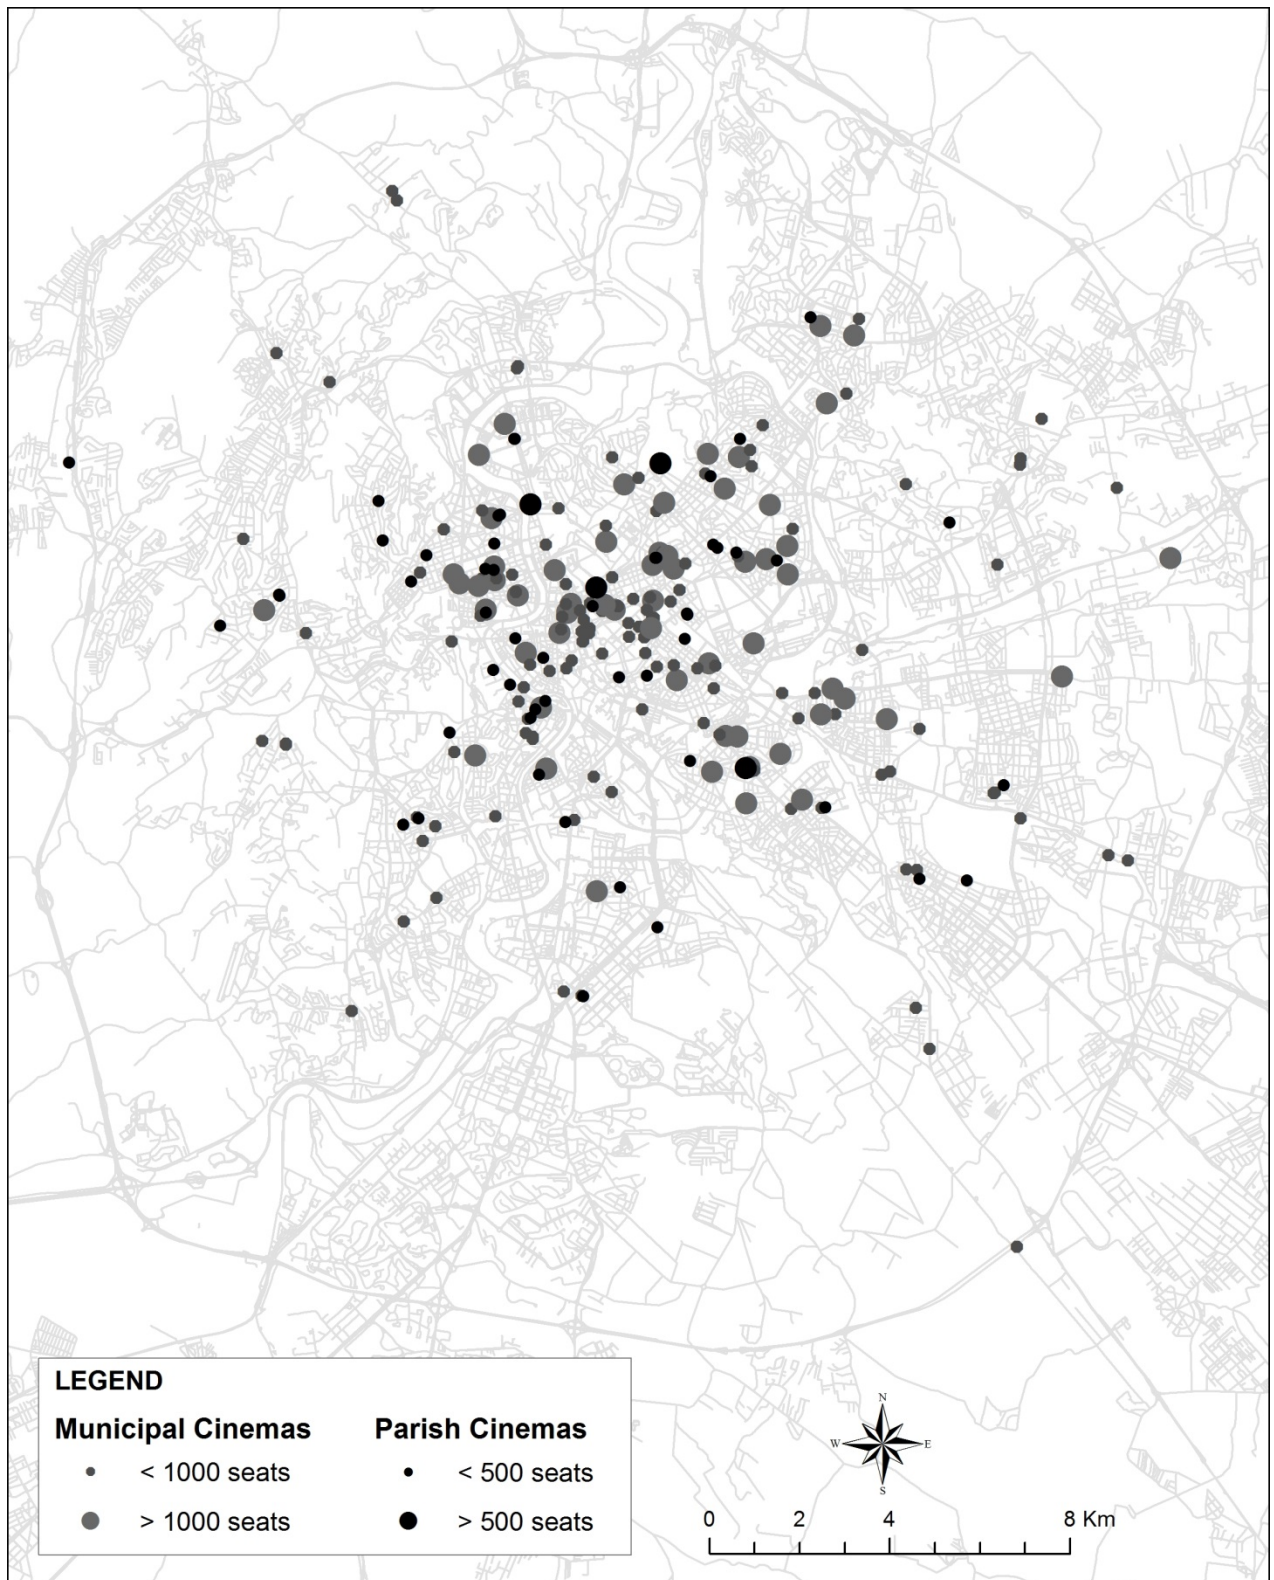 LEGEND
Municipal Cinemas Parish Cinemas
< 1000 seats < 500 seats
> 1000 seats > 500 seats
N
W E
S
0 2 4 8 Km